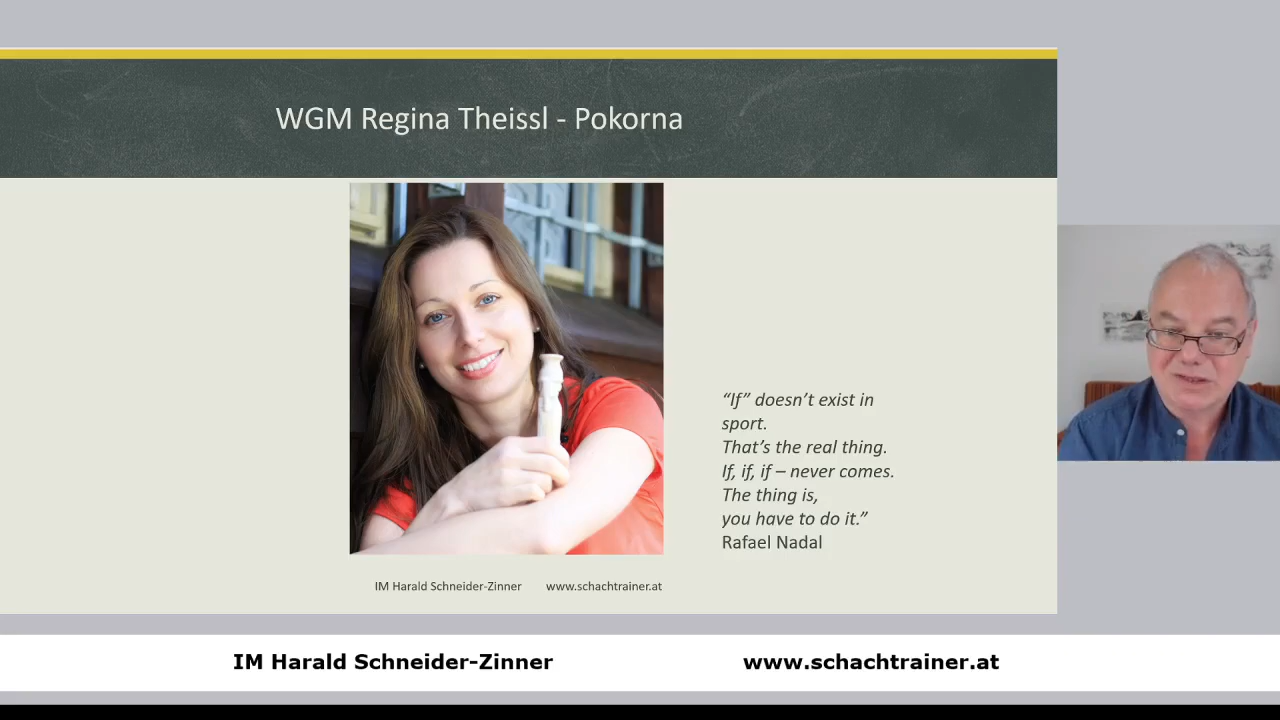 WGM Regina Theissl - Pokorna
“If” doesn’t exist in
sport.
That’s the real thing.
If, if, if – never comes.
The thing is,
you have to do it.”
Rafael Nadal
IM Harald Schneider-Zinner www.schachtrainer.at
IM Harald Schneider-Zinner www.schachtrainer.at